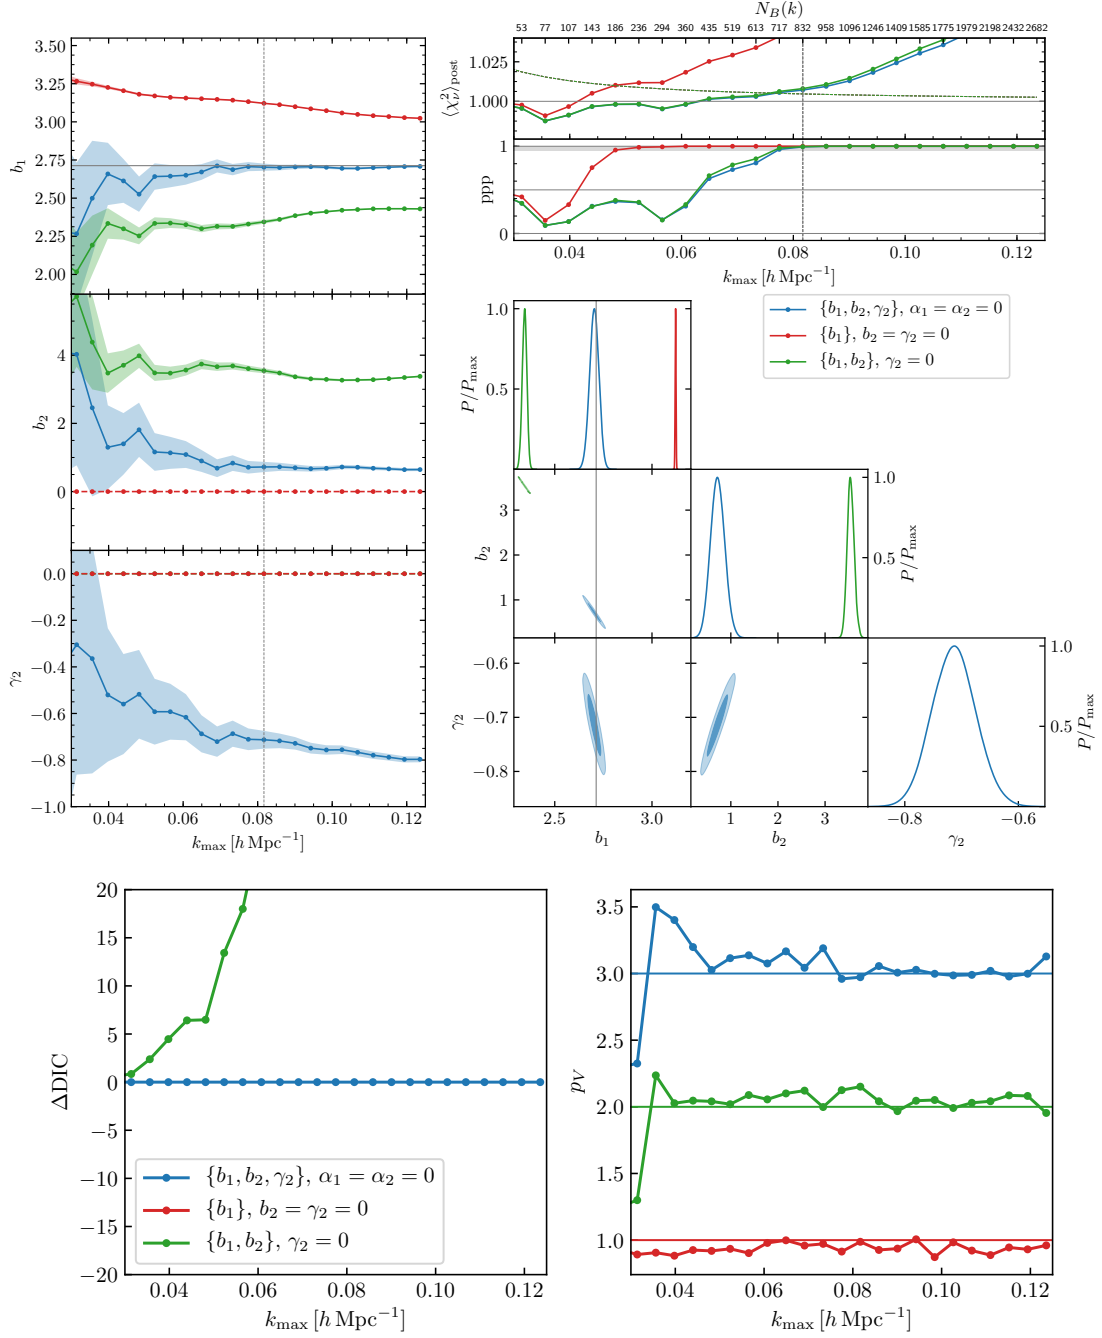 N_B(k)
53 77 107 143 186 236 294 360 435 519 613 717 832 958 1096 1246 1409 1585 1775 1979 2198 2432 2682
3.50
3.25
3.00
2.75
2.50
2.25
2.00
b_1
1.025
1.000
⟨χ²_ν⟩_post
1
0
ppp
0.04 0.06 0.08 0.10 0.12
k_max [h Mpc⁻¹]
{b_1, b_2, γ_2}, α_1 = α_2 = 0
{b_1}, b_2 = γ_2 = 0
{b_1, b_2}, γ_2 = 0
4
2
0
b_2
0.0
−0.2
−0.4
−0.6
−0.8
−1.0
γ_2
0.04 0.06 0.08 0.10 0.12
k_max [h Mpc⁻¹]
1.0
0.5
P/P_max
3
2
1
b_2
1.0
0.5
P/P_max
−0.6
−0.7
−0.8
γ_2
1.0
0.5
P/P_max
2.5 3.0
b_1
1 2 3
b_2
−0.8 −0.6
γ_2
20
15
10
5
0
−5
−10
−15
−20
ΔDIC
{b_1, b_2, γ_2}, α_1 = α_2 = 0
{b_1}, b_2 = γ_2 = 0
{b_1, b_2}, γ_2 = 0
0.04 0.06 0.08 0.10 0.12
k_max [h Mpc⁻¹]
3.5
3.0
2.5
2.0
1.5
1.0
p_V
0.04 0.06 0.08 0.10 0.12
k_max [h Mpc⁻¹]